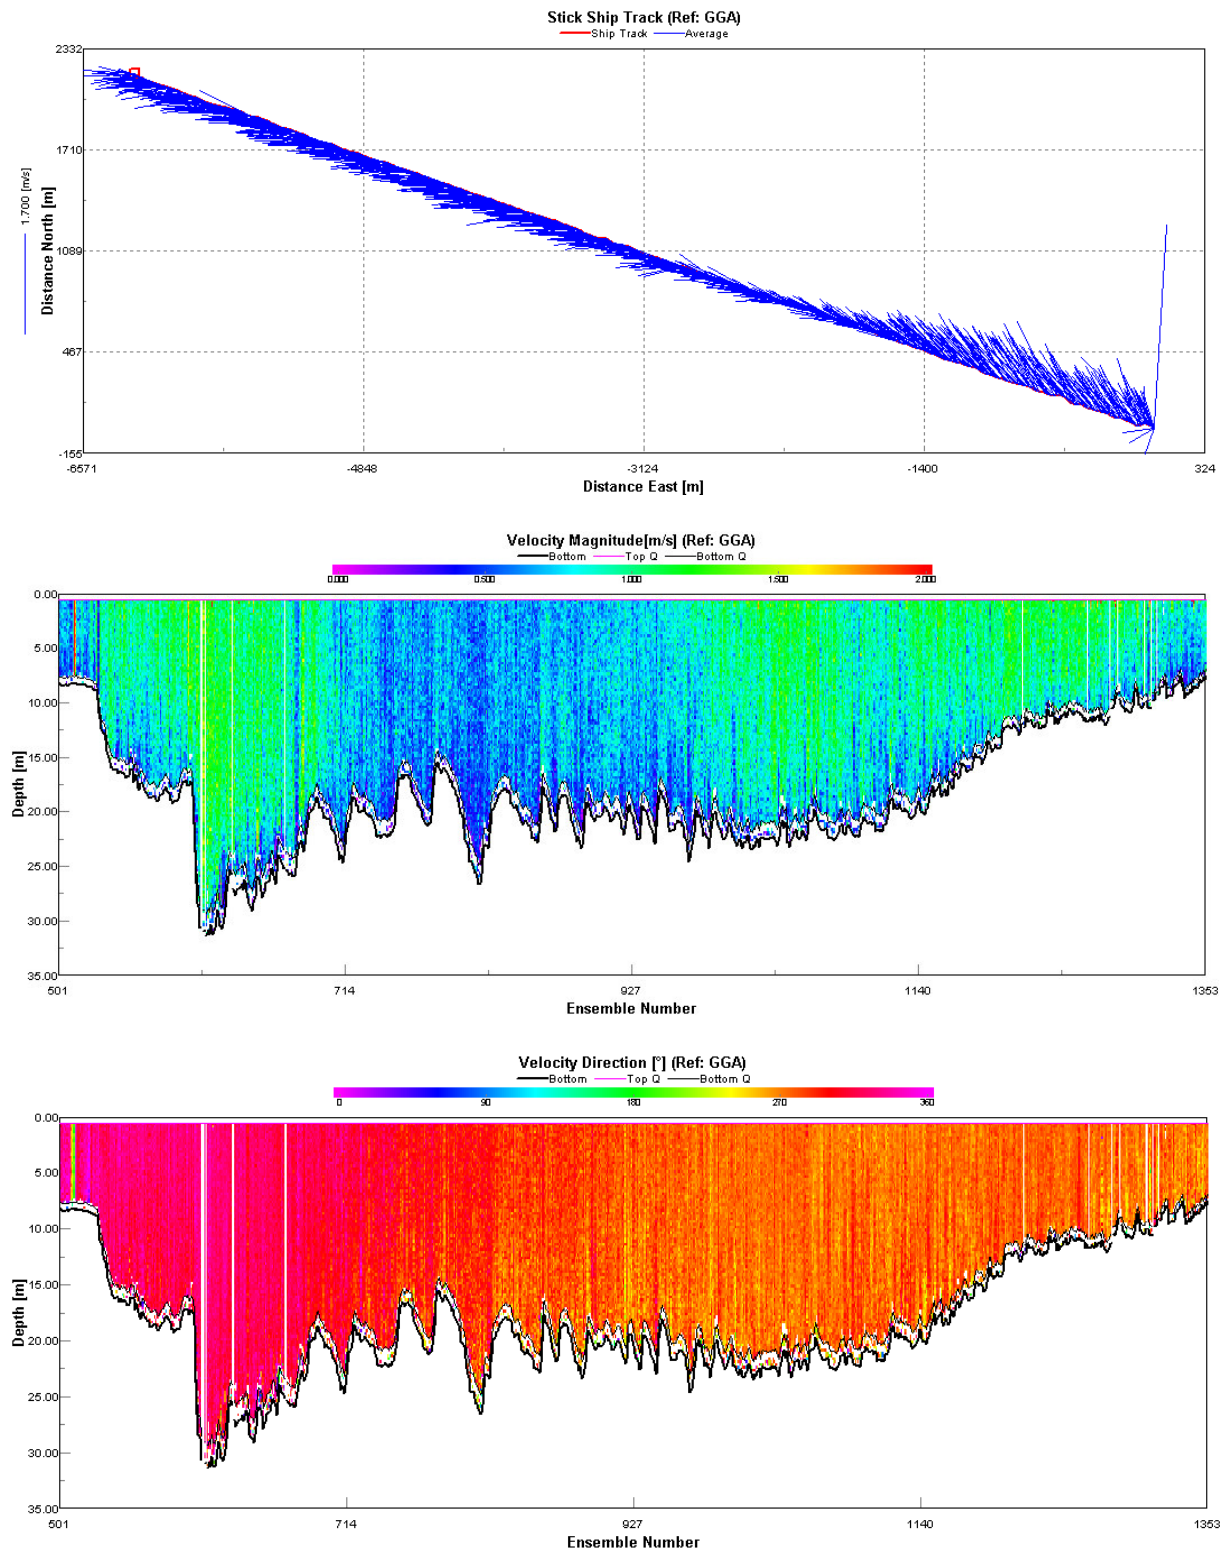 Stick Ship Track (Ref: GGA)
Ship Track Average
2332
1710
1089
467
-155
1.700 [m/s]
Distance North [m]
-6571 -4848 -3124 -1400 324
Distance East [m]
Velocity Magnitude[m/s] (Ref: GGA)
Bottom Top Q Bottom Q
0.000 0.500 1.000 1.500 2.000
0.00
5.00
10.00
15.00
20.00
25.00
30.00
35.00
Depth [m]
501 714 927 1140 1353
Ensemble Number
Velocity Direction [°] (Ref: GGA)
Bottom Top Q Bottom Q
0 90 180 270 360
0.00
5.00
10.00
15.00
20.00
25.00
30.00
35.00
Depth [m]
501 714 927 1140 1353
Ensemble Number